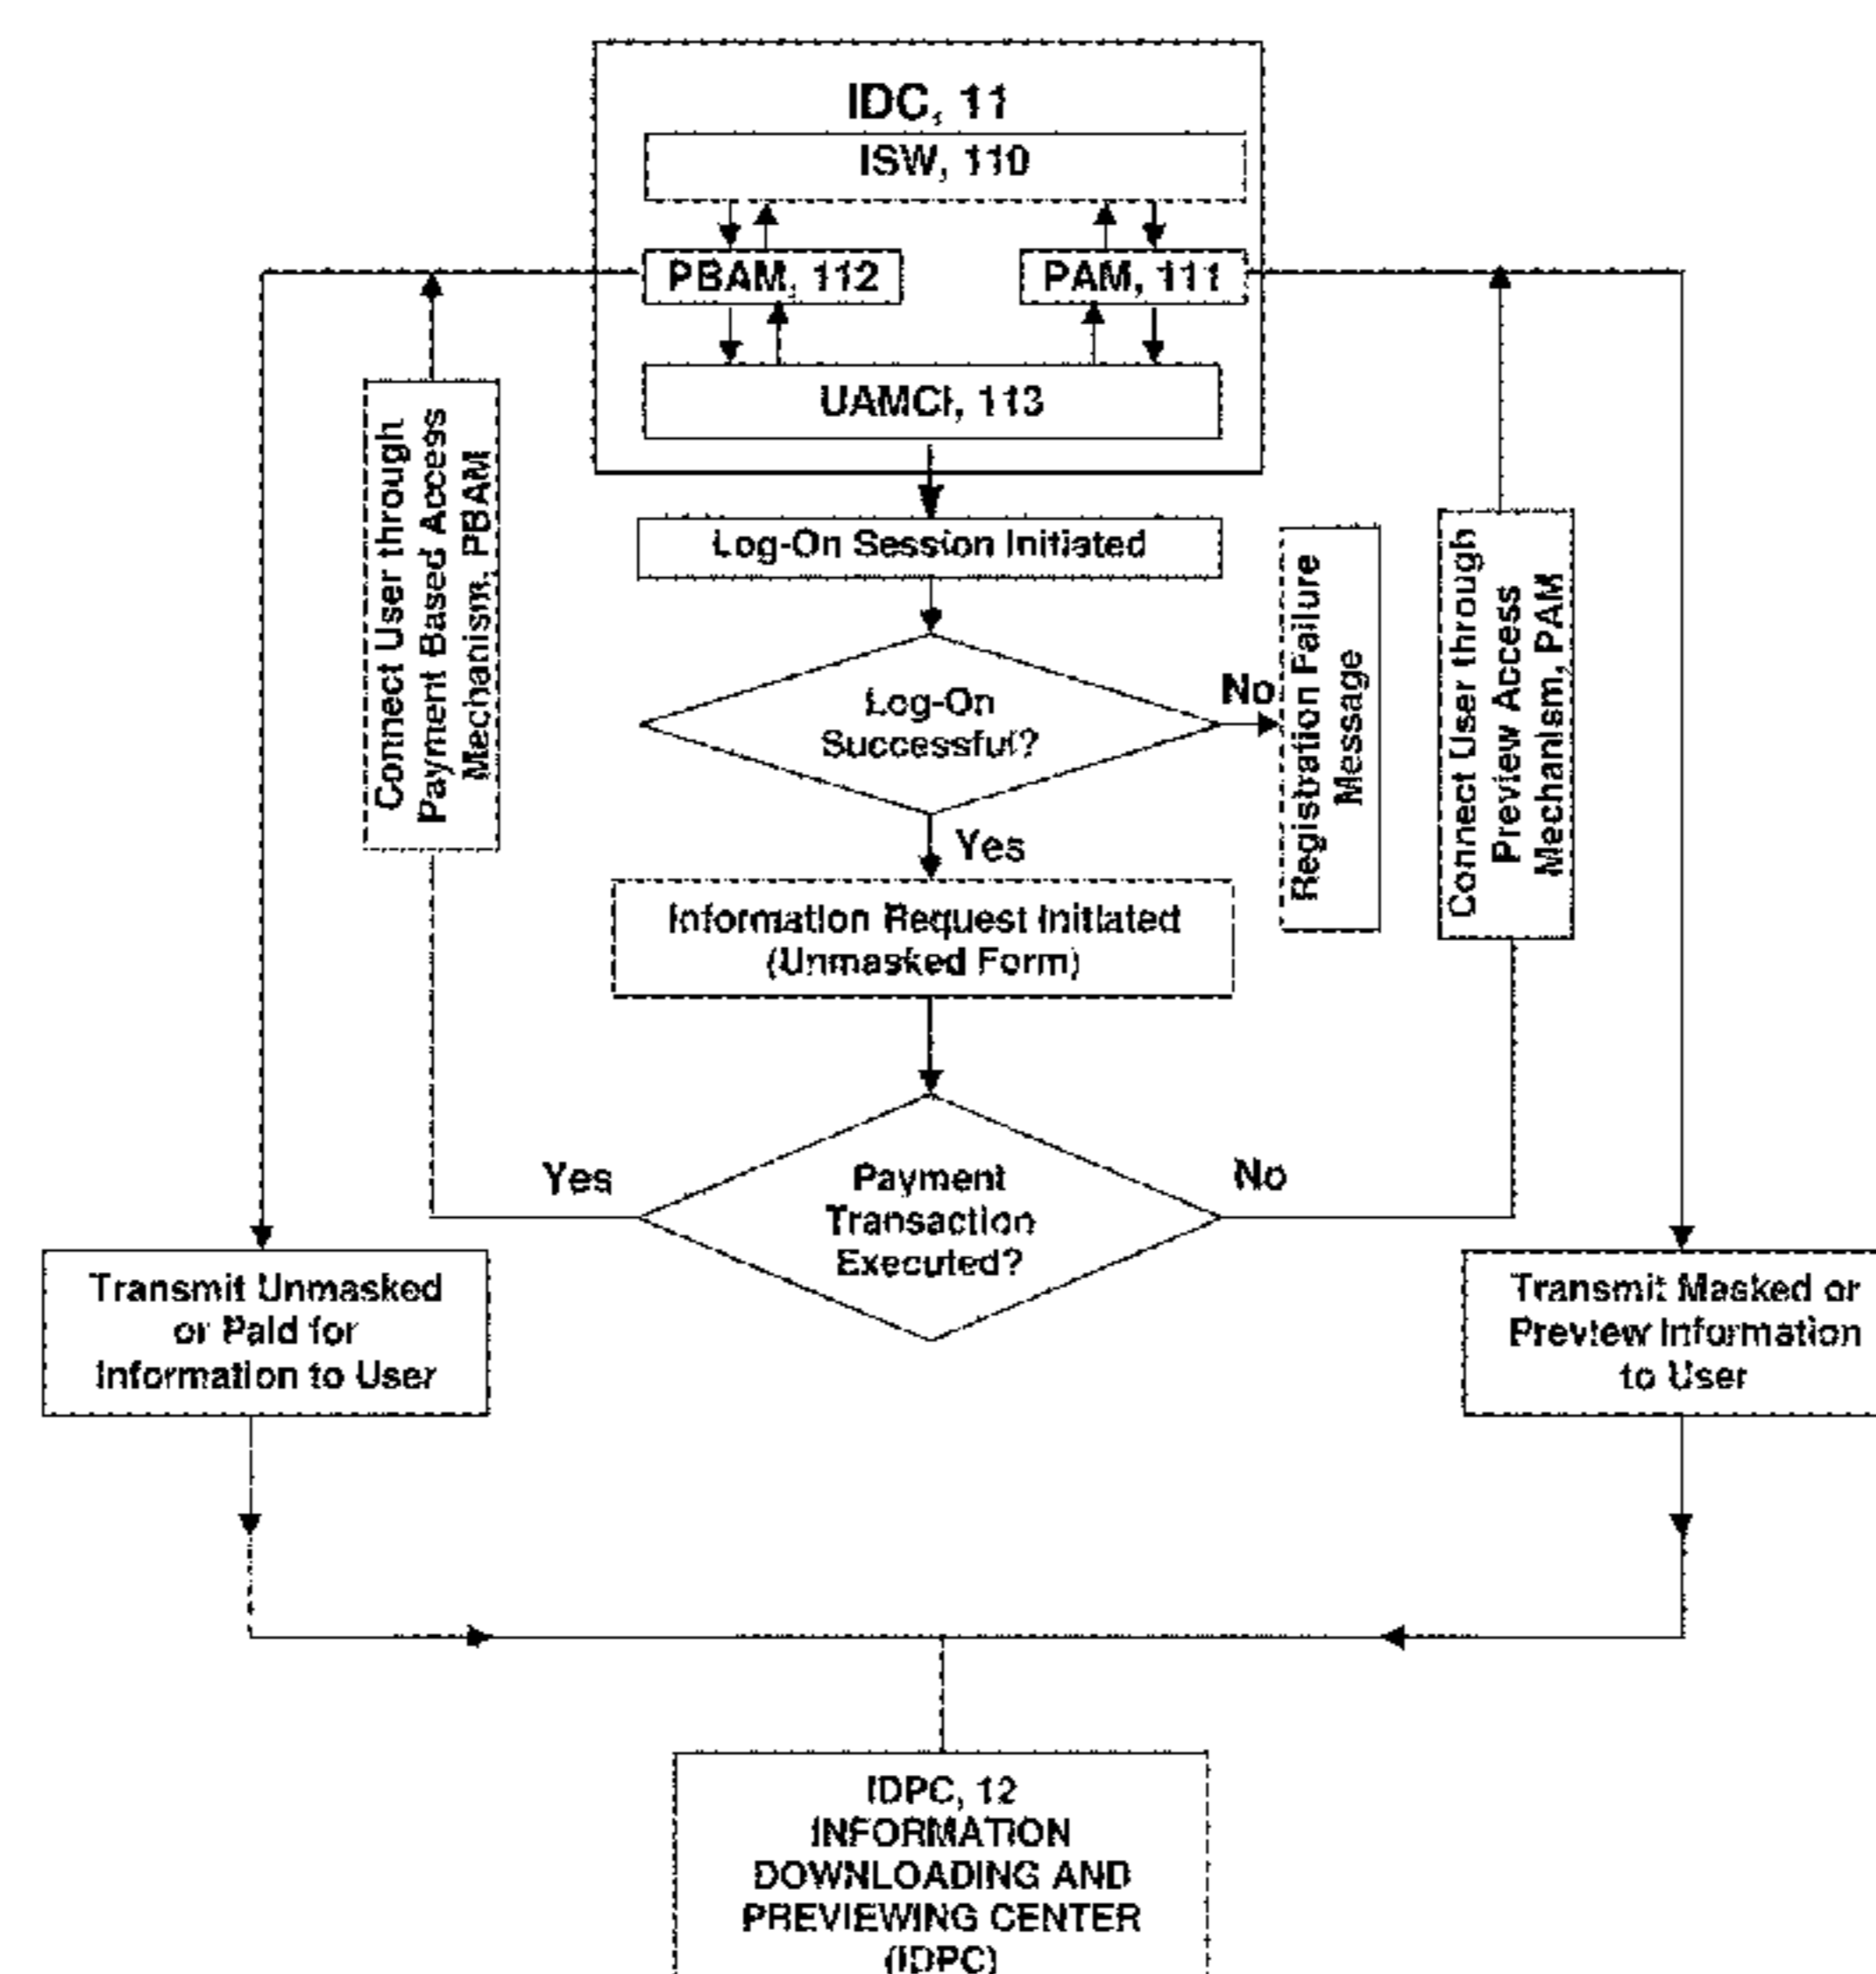 IDC, 11
ISW, 110
PBAM, 112
PAM, 111
UAMCI, 113
Connect User through
Payment Based Access
Mechanism, PBAM
Log-On Session Initiated
Registration Failure
Message
Connect User through
Preview Access
Mechanism, PAM
Log-On
Successful?
No
Yes
Information Request Initiated
(Unmasked Form)
Yes
Payment
Transaction
Executed?
No
Transmit Unmasked
or Paid for
Information to User
Transmit Masked or
Preview Information
to User
IDPC, 12
INFORMATION
DOWNLOADING AND
PREVIEWING CENTER
(IDPC)